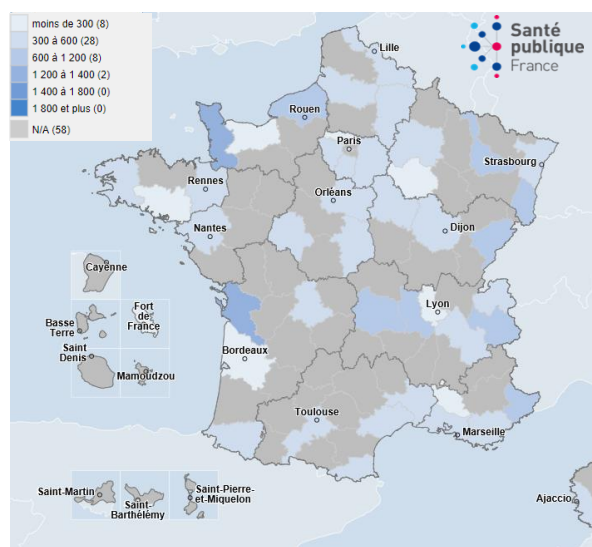 moins de 300 (8)
300 à 600 (28)
600 à 1 200 (8)
1 200 à 1 400 (2)
1 400 à 1 800 (0)
1 800 et plus (0)
N/A (58)
Santé
publique
France
Lille
Rouen
Paris
Strasbourg
Rennes
Orléans
Nantes
Dijon
Cayenne
Lyon
Basse
Terre
Fort
de
France
Saint
Denis
Mamoudzou
Bordeaux
Toulouse
Marseille
Saint-Martin
Saint-
Barthélémy
Saint-Pierre-
et-Miquelon
Ajaccio